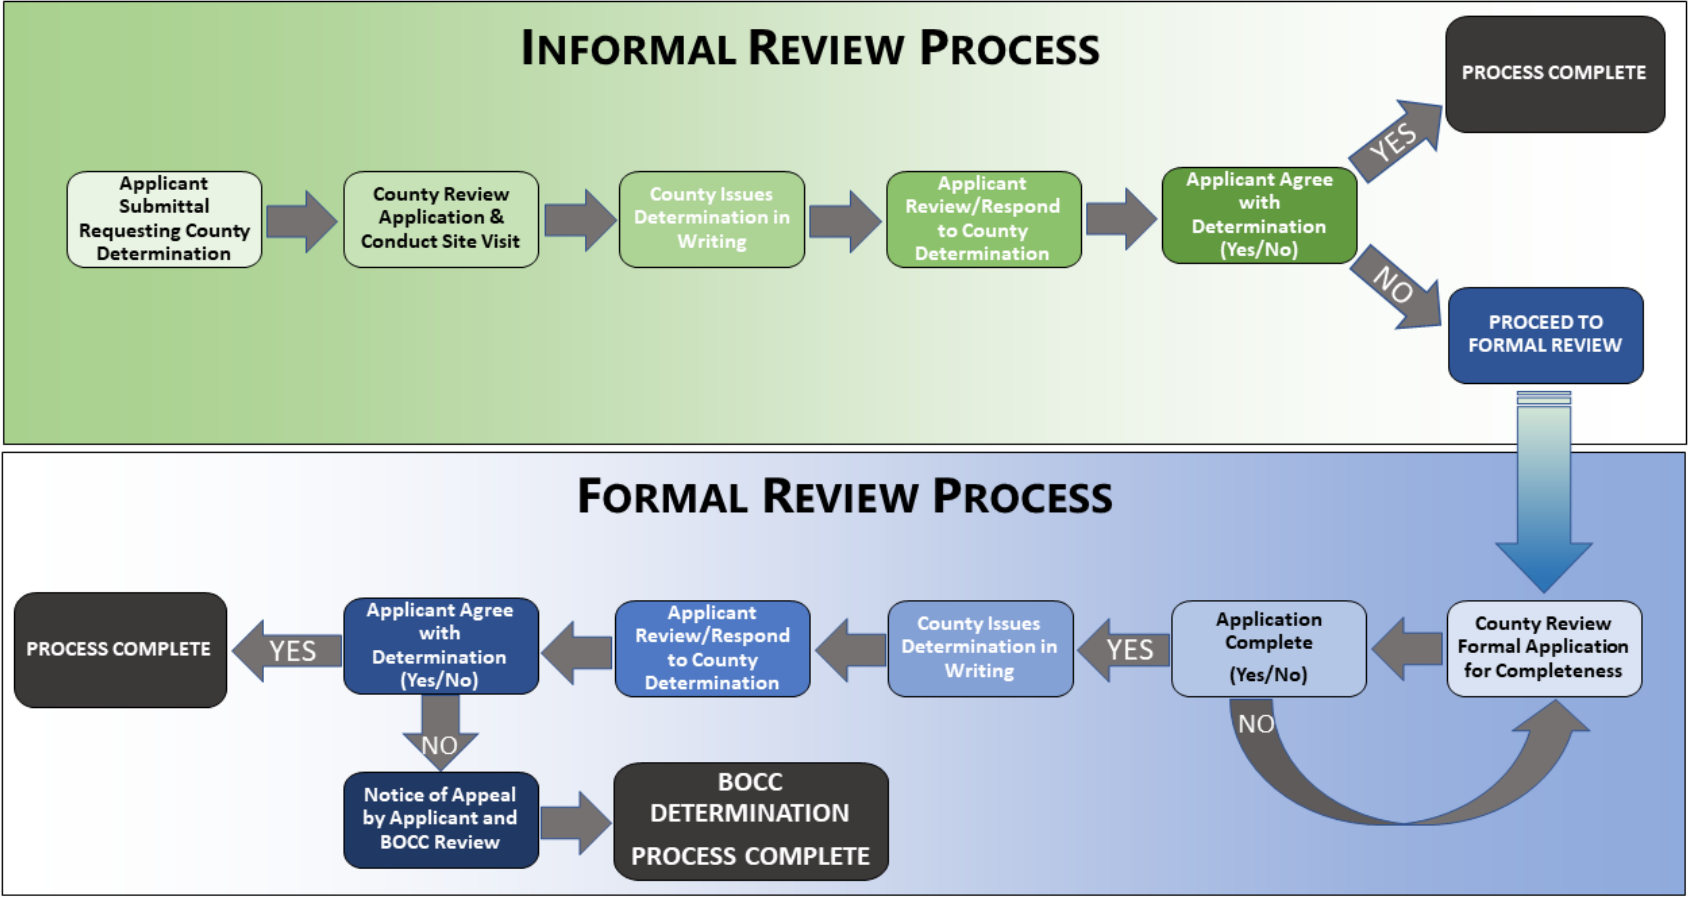 INFORMAL REVIEW PROCESS
PROCESS COMPLETE
YES
Applicant
Submittal
Requesting County
Determination
County Review
Application &
Conduct Site Visit
County Issues
Determination in
Writing
Applicant
Review/Respond
to County
Determination
Applicant Agree
with
Determination
(Yes/No)
NO
PROCEED TO
FORMAL REVIEW
FORMAL REVIEW PROCESS
County Review
Formal Application
for Completeness
Application
Complete
(Yes/No)
NO
YES
County Issues
Determination in
Writing
Applicant
Review/Respond
to County
Determination
Applicant Agree
with
Determination
(Yes/No)
YES
PROCESS COMPLETE
NO
Notice of Appeal
by Applicant and
BOCC Review
BOCC
DETERMINATION
PROCESS COMPLETE